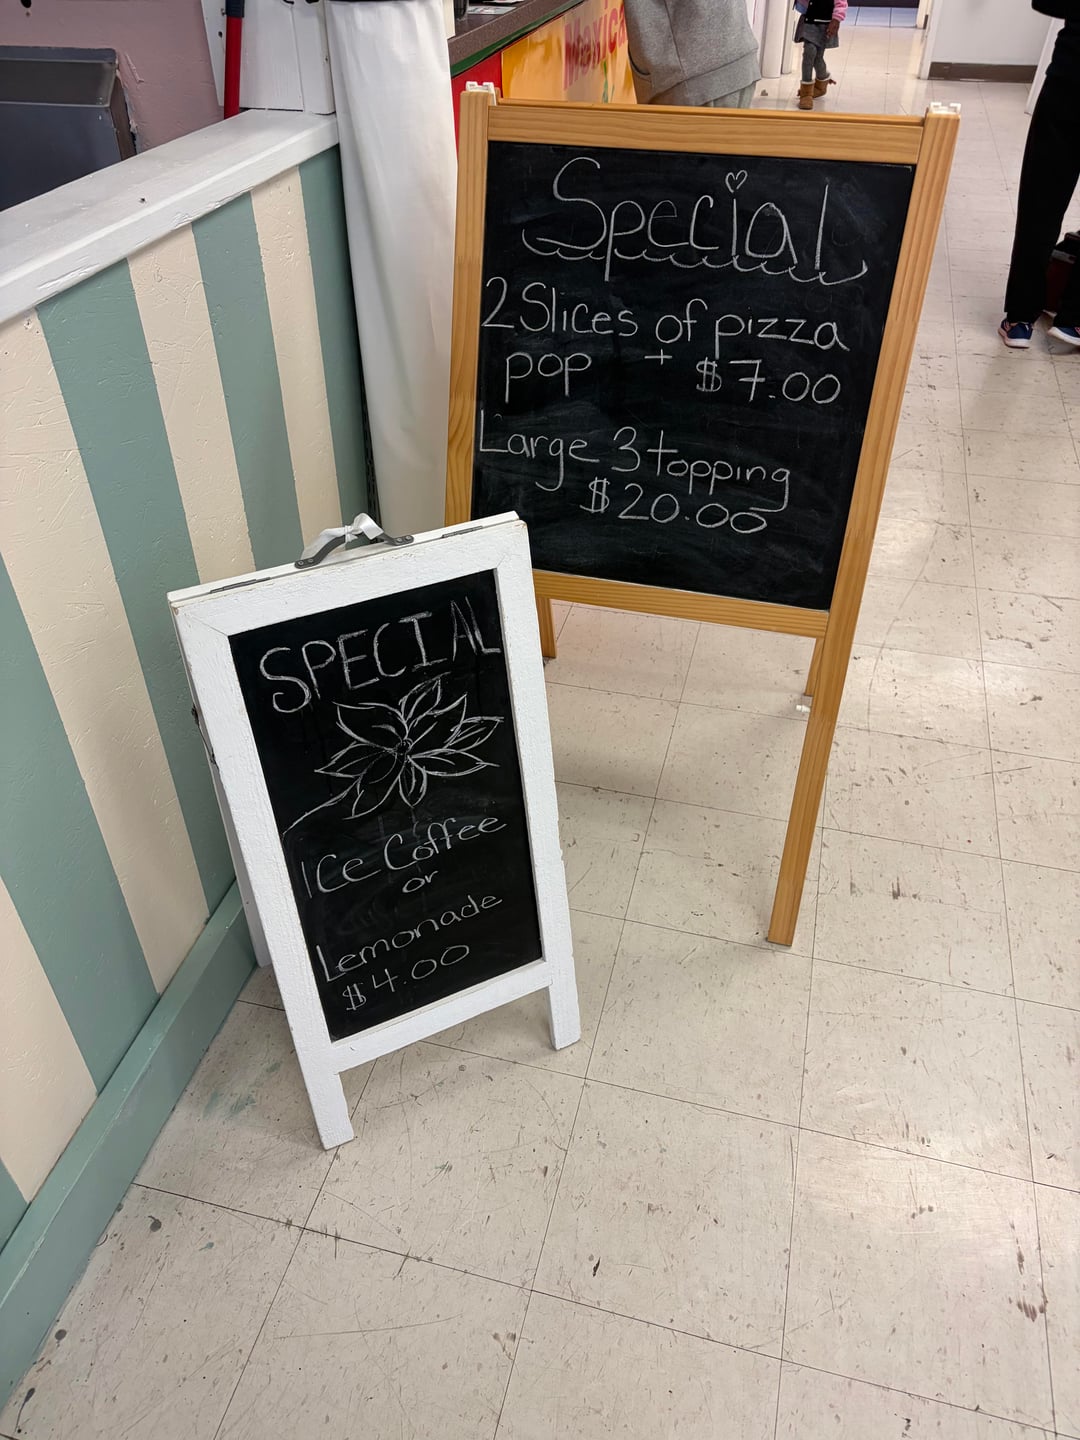 Mexica
Special
2 Slices of pizza
pop + $7.00
Large 3 topping
$20.00
SPECIAL
ICe Coffee
or
Lemonade
$4.00